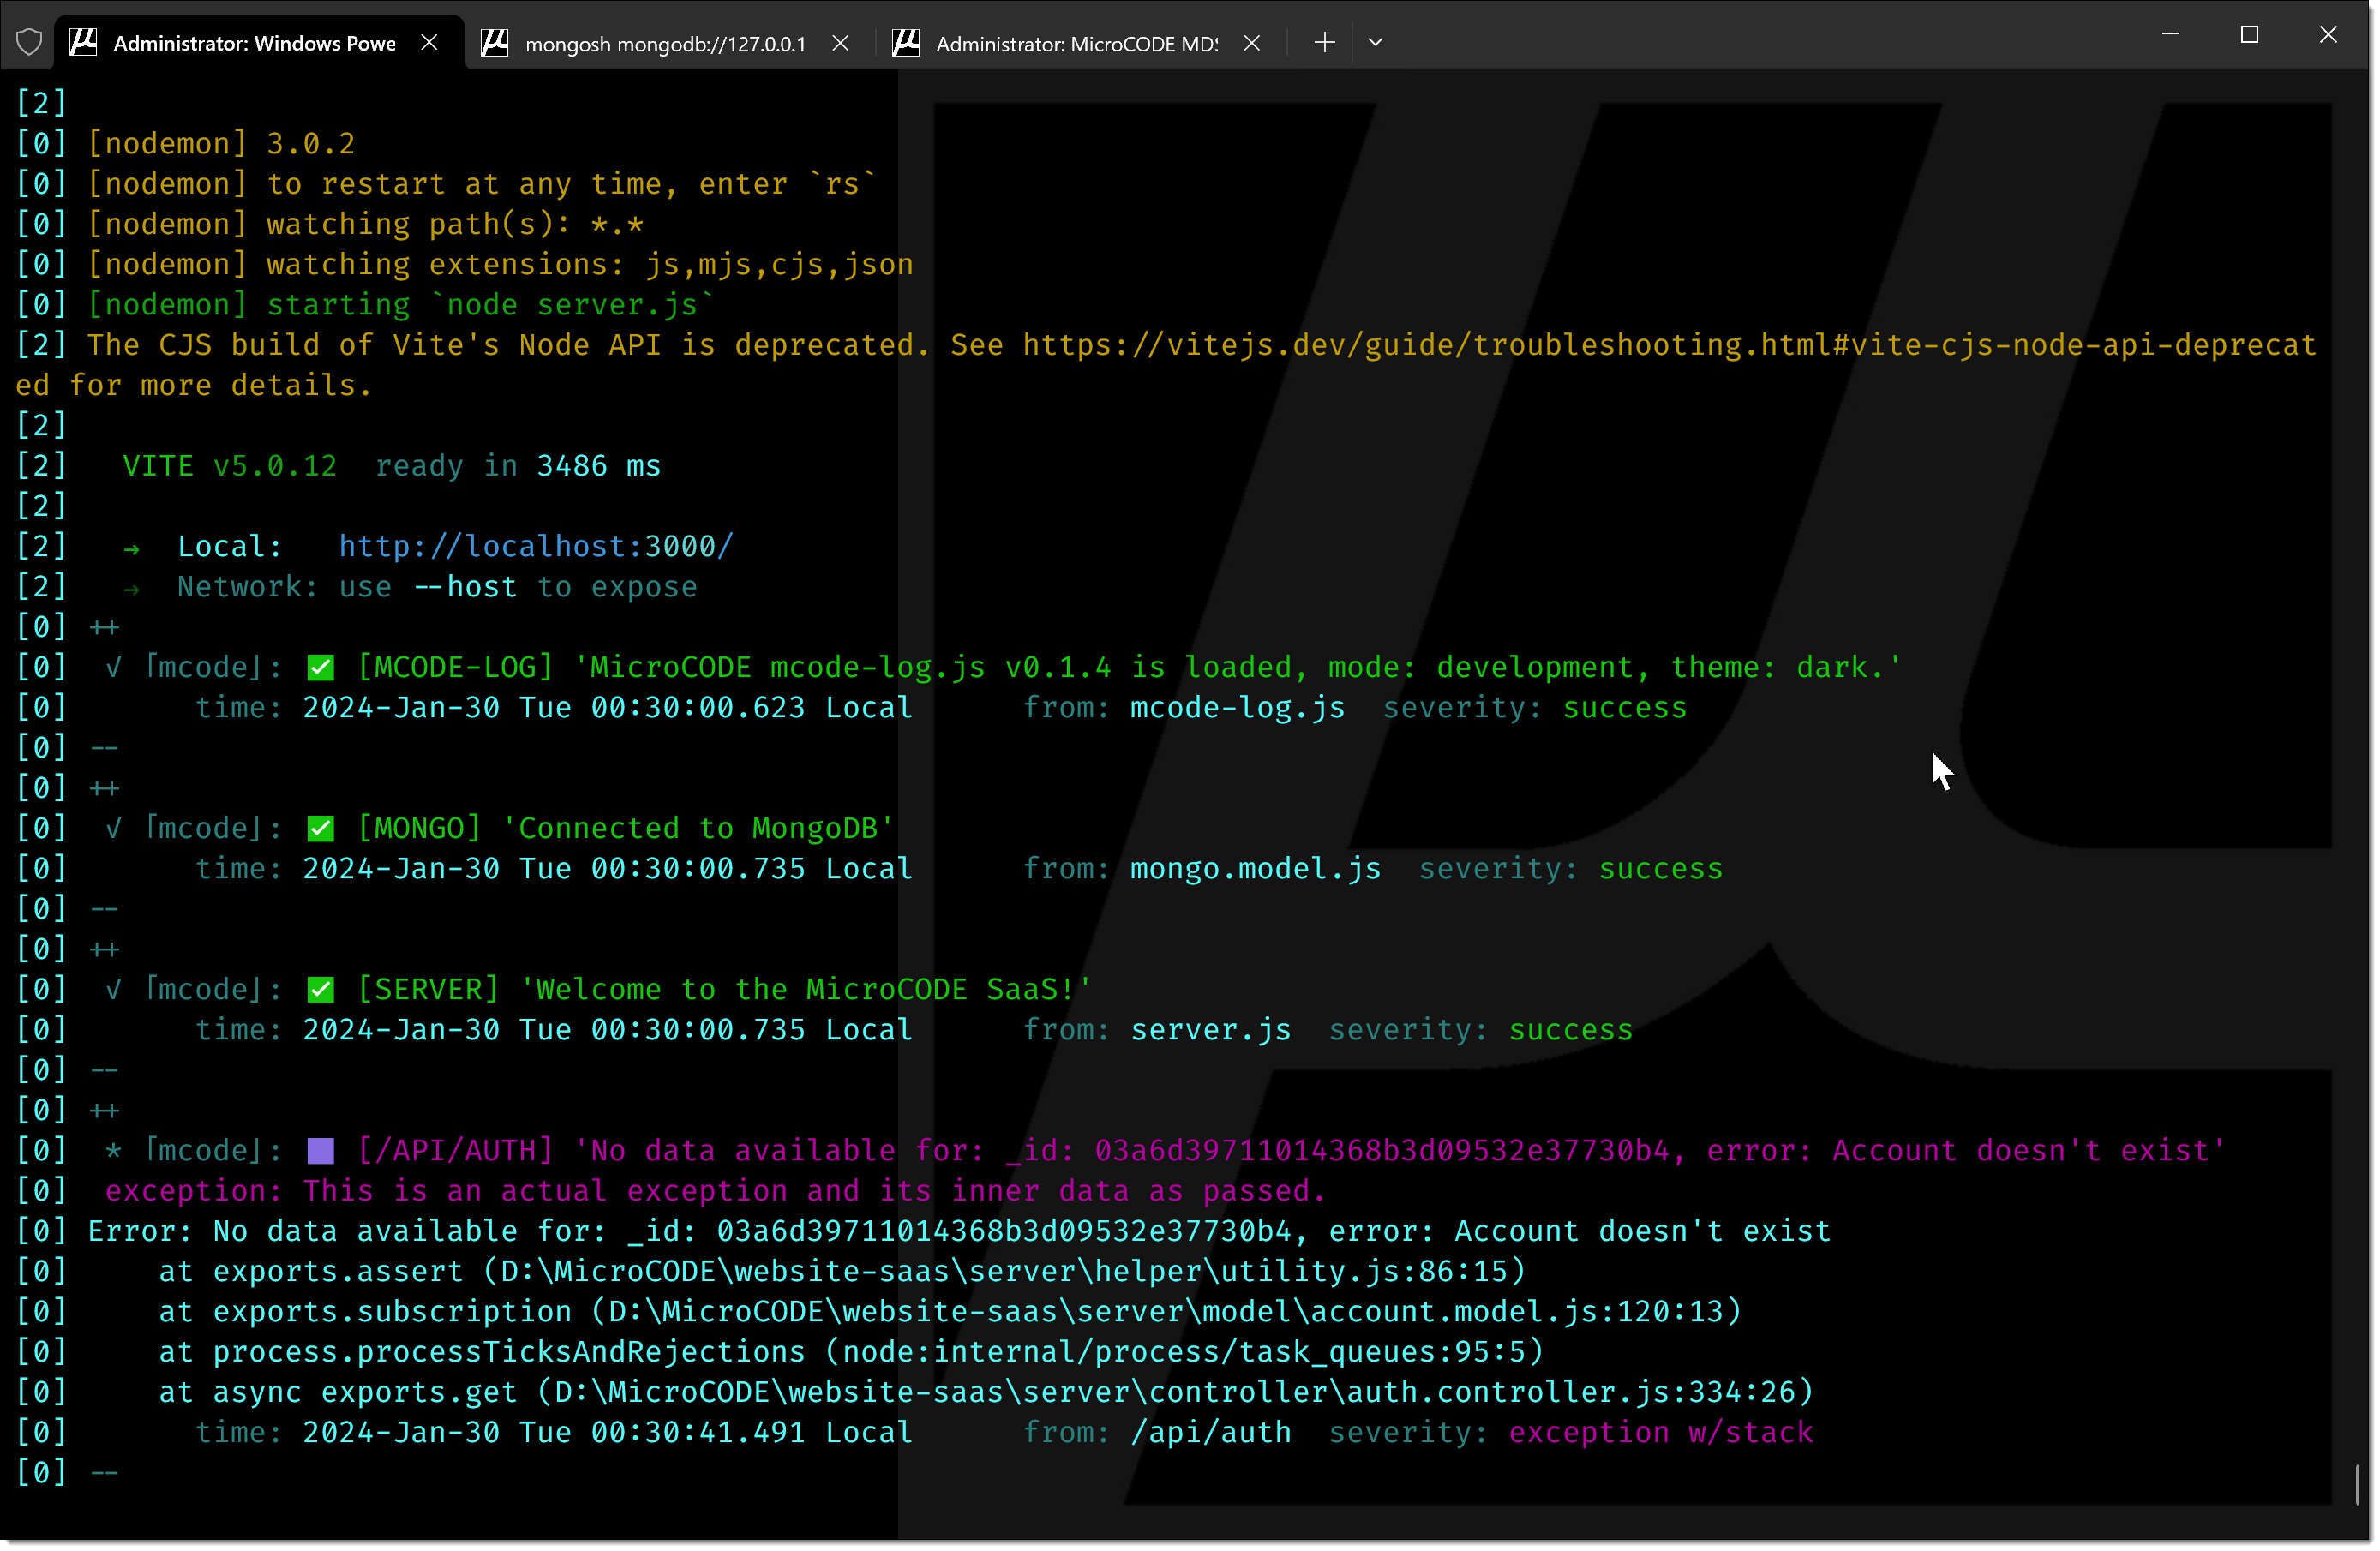 Administrator: Windows Powe
mongosh mongodb://127.0.0.1
Administrator: MicroCODE MD
[2]
[0] [nodemon] 3.0.2
[0] [nodemon] to restart at any time, enter `rs`
[0] [nodemon] watching path(s): *.*
[0] [nodemon] watching extensions: js,mjs,cjs,json
[0] [nodemon] starting `node server.js`
[2] The CJS build of Vite's Node API is deprecated. See https://vitejs.dev/guide/troubleshooting.html#vite-cjs-node-api-deprecat
ed for more details.
[2]
[2]   VITE v5.0.12  ready in 3486 ms
[2]
[2]   →  Local:   http://localhost:3000/
[2]   →  Network: use --host to expose
[0] ++
[0]  √ ⌈mcode⌋: ✅ [MCODE-LOG] 'MicroCODE mcode-log.js v0.1.4 is loaded, mode: development, theme: dark.'
[0]       time: 2024-Jan-30 Tue 00:30:00.623 Local      from: mcode-log.js  severity: success
[0] --
[0] ++
[0]  √ ⌈mcode⌋: ✅ [MONGO] 'Connected to MongoDB'
[0]       time: 2024-Jan-30 Tue 00:30:00.735 Local      from: mongo.model.js  severity: success
[0] --
[0] ++
[0]  √ ⌈mcode⌋: ✅ [SERVER] 'Welcome to the MicroCODE SaaS!'
[0]       time: 2024-Jan-30 Tue 00:30:00.735 Local      from: server.js  severity: success
[0] --
[0] ++
[0]  * ⌈mcode⌋: 🟪 [/API/AUTH] 'No data available for: _id: 03a6d39711014368b3d09532e37730b4, error: Account doesn't exist'
[0]  exception: This is an actual exception and its inner data as passed.
[0] Error: No data available for: _id: 03a6d39711014368b3d09532e37730b4, error: Account doesn't exist
[0]     at exports.assert (D:\MicroCODE\website-saas\server\helper\utility.js:86:15)
[0]     at exports.subscription (D:\MicroCODE\website-saas\server\model\account.model.js:120:13)
[0]     at process.processTicksAndRejections (node:internal/process/task_queues:95:5)
[0]     at async exports.get (D:\MicroCODE\website-saas\server\controller\auth.controller.js:334:26)
[0]       time: 2024-Jan-30 Tue 00:30:41.491 Local      from: /api/auth  severity: exception w/stack
[0] --
µ